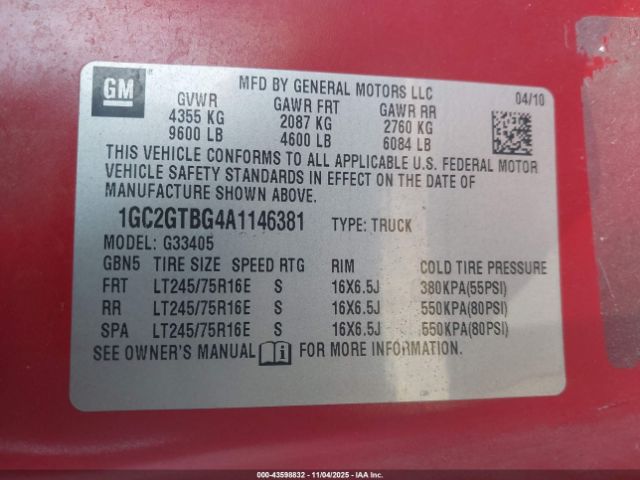 GM
MFD BY GENERAL MOTORS LLC
GVWR GAWR FRT GAWR RR 04/10
4355 KG 2087 KG 2760 KG
9600 LB 4600 LB 6084 LB
THIS VEHICLE CONFORMS TO ALL APPLICABLE U.S. FEDERAL MOTOR
VEHICLE SAFETY STANDARDS IN EFFECT ON THE DATE OF
MANUFACTURE SHOWN ABOVE.
1GC2GTBG4A1146381 TYPE: TRUCK
MODEL: G33405
GBN5 TIRE SIZE SPEED RTG RIM COLD TIRE PRESSURE
FRT LT245/75R16E S 16X6.5J 380KPA(55PSI)
RR LT245/75R16E S 16X6.5J 550KPA(80PSI)
SPA LT245/75R16E S 16X6.5J 550KPA(80PSI)
SEE OWNER'S MANUAL i FOR MORE INFORMATION.
000-43598832 - 11/04/2025 - IAAI.COM